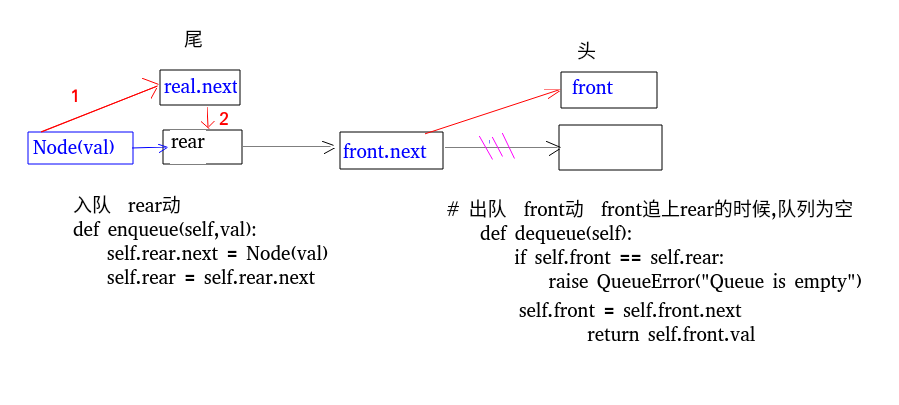 尾
头
1
real.next
front
2
Node(val)
rear
front.next
入队 rear动
def enqueue(self,val):
self.rear.next = Node(val)
self.rear = self.rear.next
# 出队 front动 front追上rear的时候,队列为空
def dequeue(self):
if self.front == self.rear:
raise QueueError("Queue is empty")
self.front = self.front.next
return self.front.val